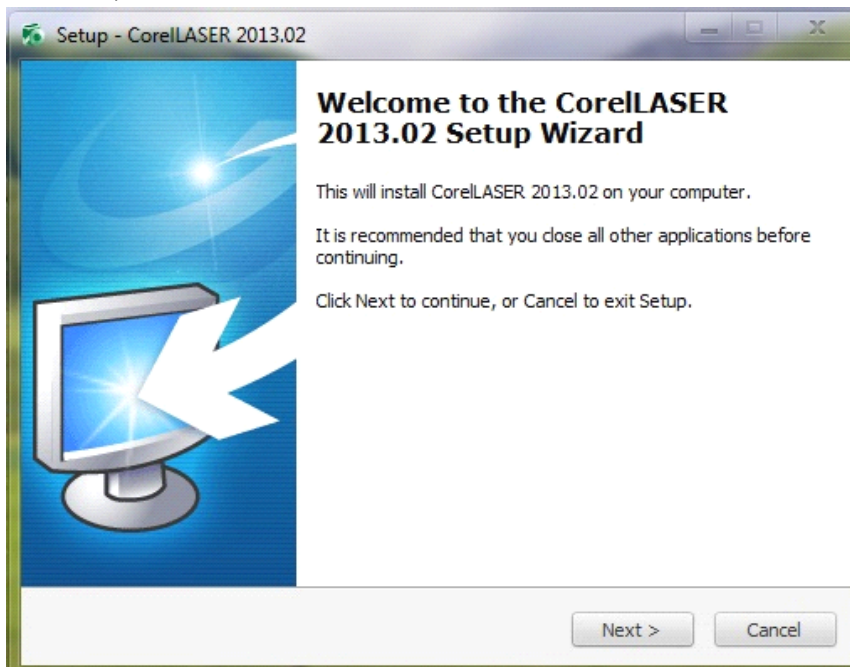 Setup - CorelLASER 2013.02
Welcome to the CorelLASER
2013.02 Setup Wizard
This will install CorelLASER 2013.02 on your computer.
It is recommended that you close all other applications before
continuing.
Click Next to continue, or Cancel to exit Setup.
Next > Cancel